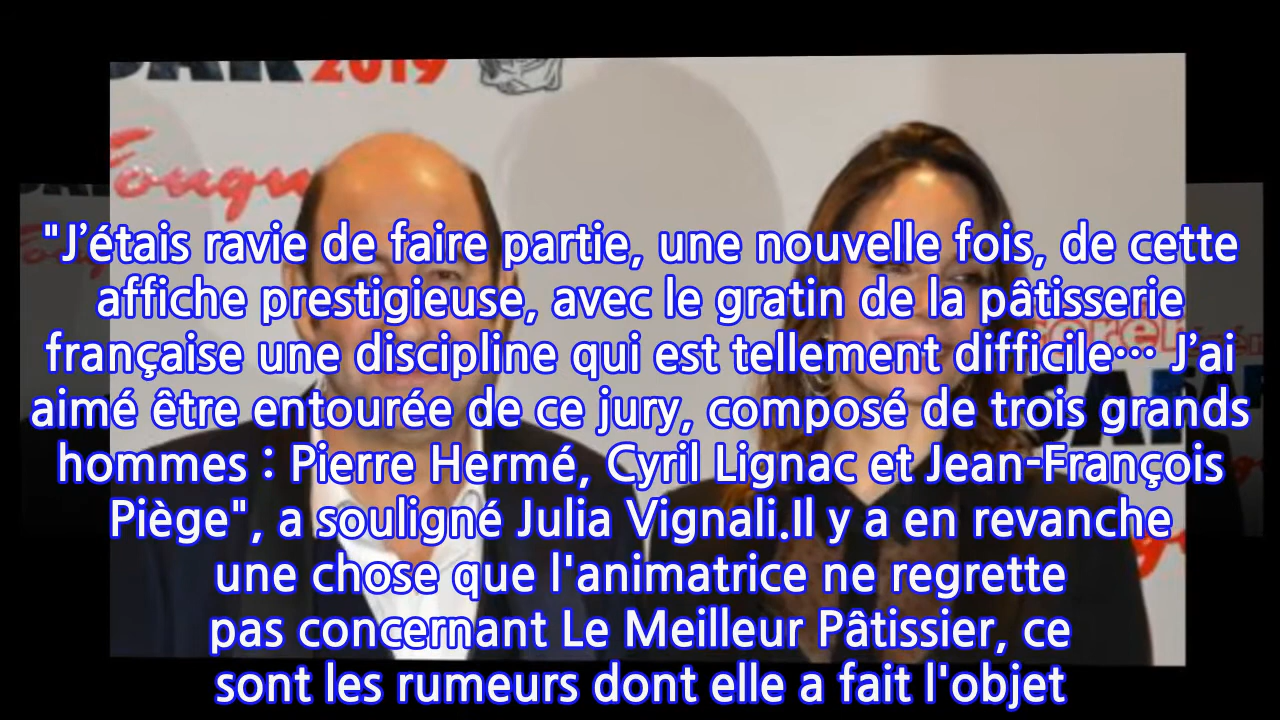 2019
Fouqu
"J'étais ravie de faire partie, une nouvelle fois, de cette
affiche prestigieuse, avec le gratin de la pâtisserie
française une discipline qui est tellement difficile… J'ai
aimé être entourée de ce jury, composé de trois grands
hommes : Pierre Hermé, Cyril Lignac et Jean-François
Piège", a souligné Julia Vignali.Il y a en revanche
une chose que l'animatrice ne regrette
pas concernant Le Meilleur Pâtissier, ce
sont les rumeurs dont elle a fait l'objet